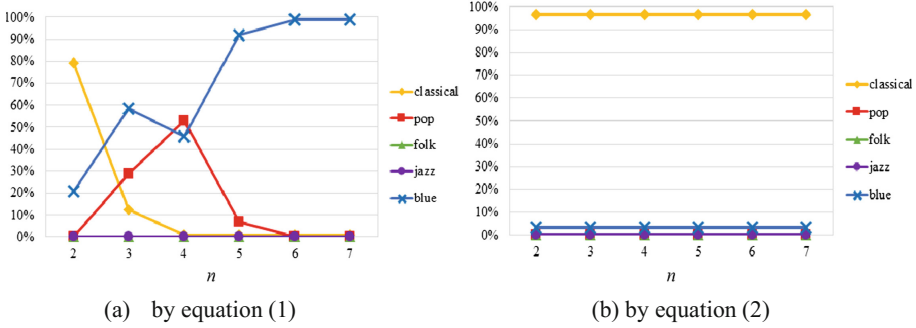 100%
90%
80%
70%
60%
50%
40%
30%
20%
10%
0%
2 3 4 5 6 7
n
classical
pop
folk
jazz
blue
(a) by equation (1)
100%
90%
80%
70%
60%
50%
40%
30%
20%
10%
0%
2 3 4 5 6 7
n
classical
pop
folk
jazz
blue
(b) by equation (2)